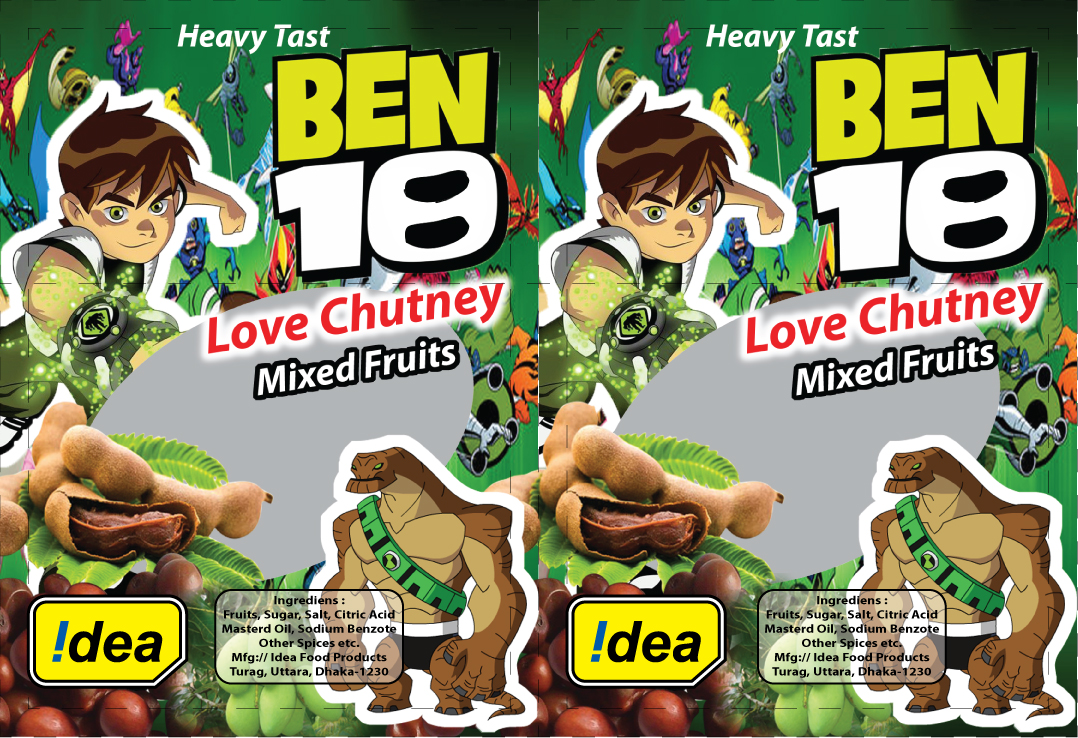 Heavy Tast
BEN
18
Love Chutney
Mixed Fruits
!dea
Ingrediens :
Fruits, Sugar, Salt, Citric Acid
Masterd Oil, Sodium Benzote
Other Spices etc.
Mfg:// Idea Food Products
Turag, Uttara, Dhaka-1230
Heavy Tast
BEN
18
Love Chutney
Mixed Fruits
!dea
Ingrediens :
Fruits, Sugar, Salt, Citric Acid
Masterd Oil, Sodium Benzote
Other Spices etc.
Mfg:// Idea Food Products
Turag, Uttara, Dhaka-1230